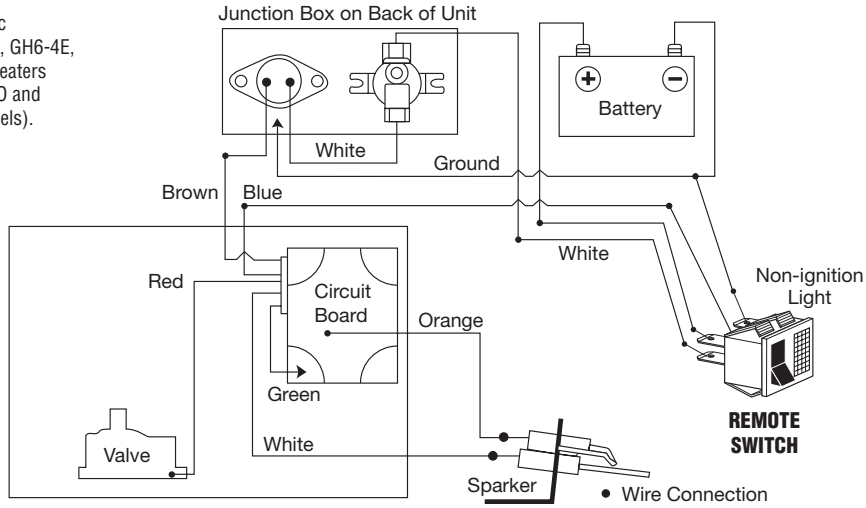 c
, GH6-4E,
eaters
O and
els).
Junction Box on Back of Unit
+
−
Battery
White
Ground
Brown
Blue
White
Red
Circuit
Board
Orange
Non-ignition
Light
Green
REMOTE
SWITCH
Valve
White
Sparker
Wire Connection